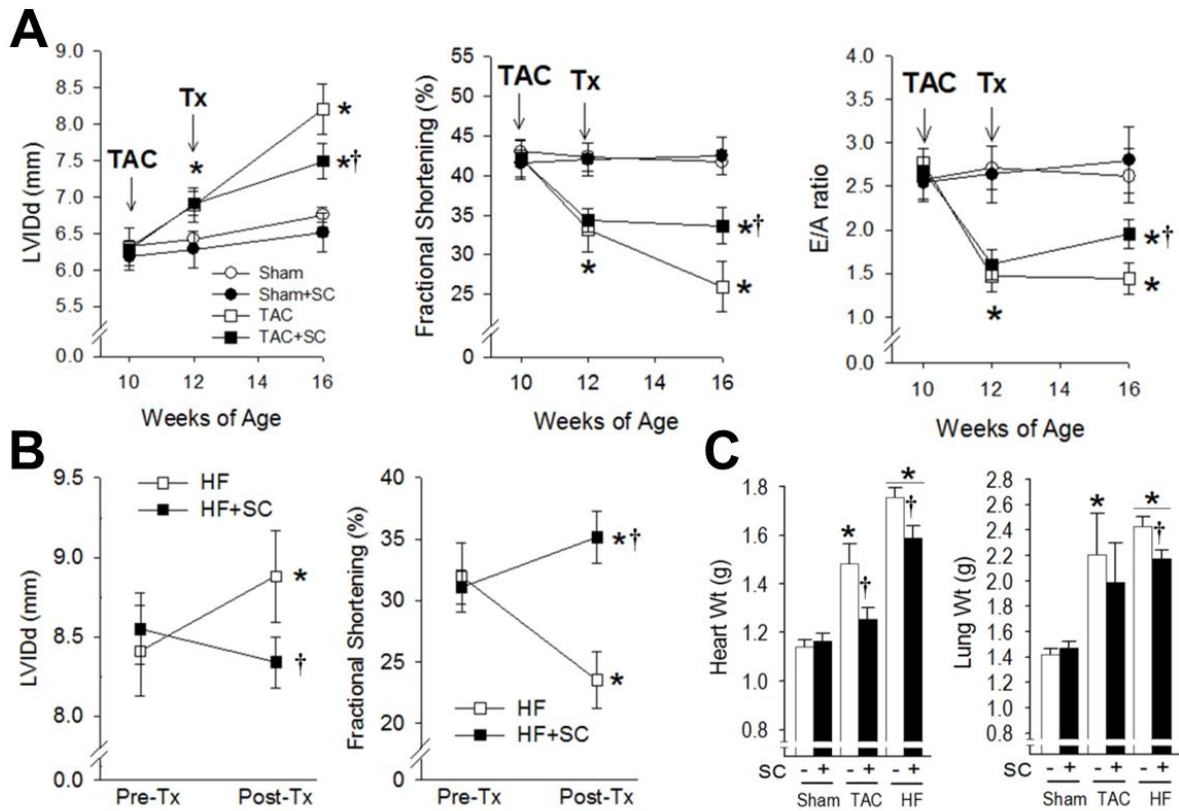 A
LVIDd (mm)
9.0
8.5
8.0
7.5
7.0
6.5
6.0
5.5
0.0
TAC
Tx
*
*
*†
Sham
Sham+SC
TAC
TAC+SC
10 12 14 16
Weeks of Age
Fractional Shortening (%)
55
50
45
40
35
30
25
0
TAC
Tx
*
*†
*
10 12 14 16
Weeks of Age
E/A ratio
4.0
3.5
3.0
2.5
2.0
1.5
1.0
0.0
TAC
Tx
*
*†
*
10 12 14 16
Weeks of Age
B
LVIDd (mm)
9.5
9.0
8.5
8.0
0.0
HF
HF+SC
*
†
Pre-Tx Post-Tx
Fractional Shortening (%)
40
35
30
20
0
*†
*
HF
HF+SC
Pre-Tx Post-Tx
C
Heart Wt (g)
1.8
1.6
1.4
1.2
1.0
0.8
*
†
*
†
SC - + - + - +
Sham TAC HF
Lung Wt (g)
2.8
2.6
2.4
2.2
2.0
1.8
1.6
1.4
1.2
1.0
0.8
*
*
†
SC - + - + - +
Sham TAC HF